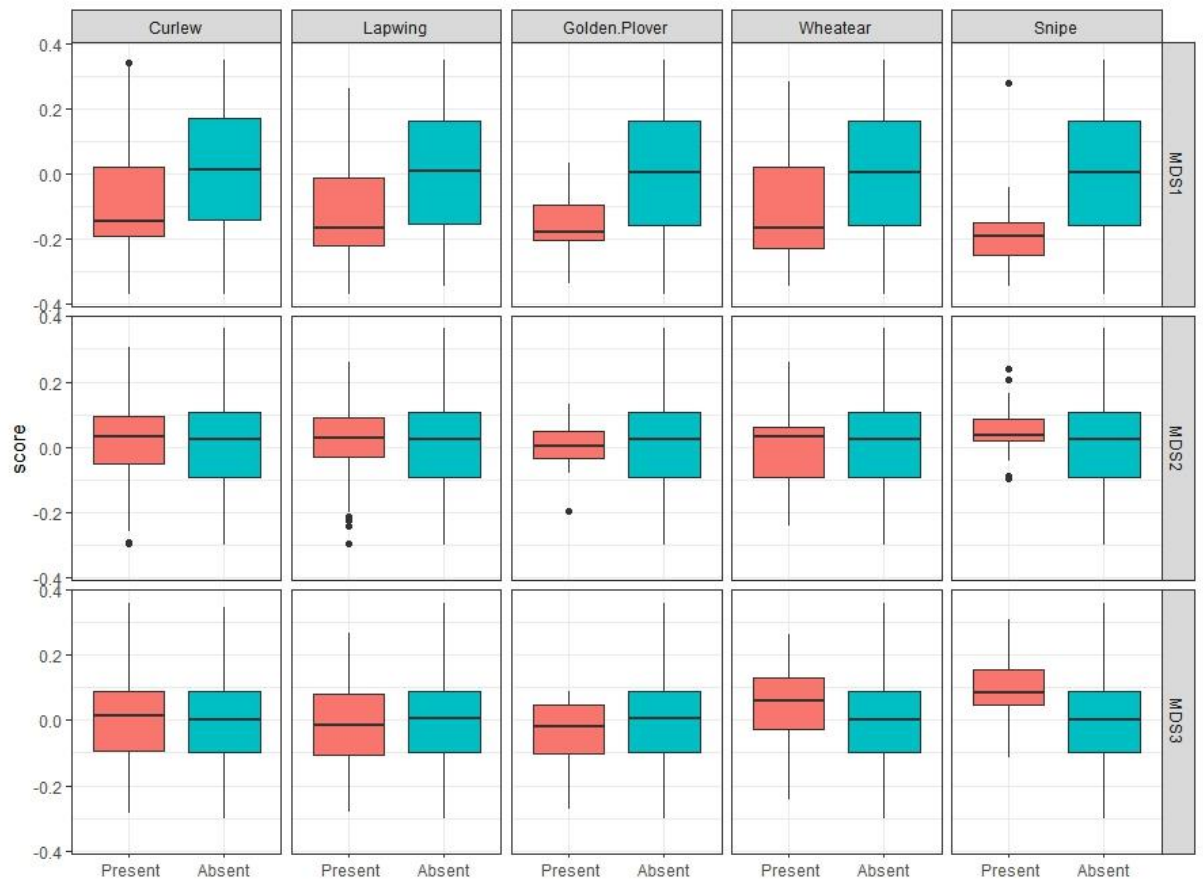 Curlew Lapwing Golden.Plover Wheatear Snipe
0.4
0.2
0.0
-0.2
-0.4
MDS1
0.4
0.2
0.0
-0.2
-0.4
MDS2
score
0.4
0.2
0.0
-0.2
-0.4
MDS3
Present Absent Present Absent Present Absent Present Absent Present Absent